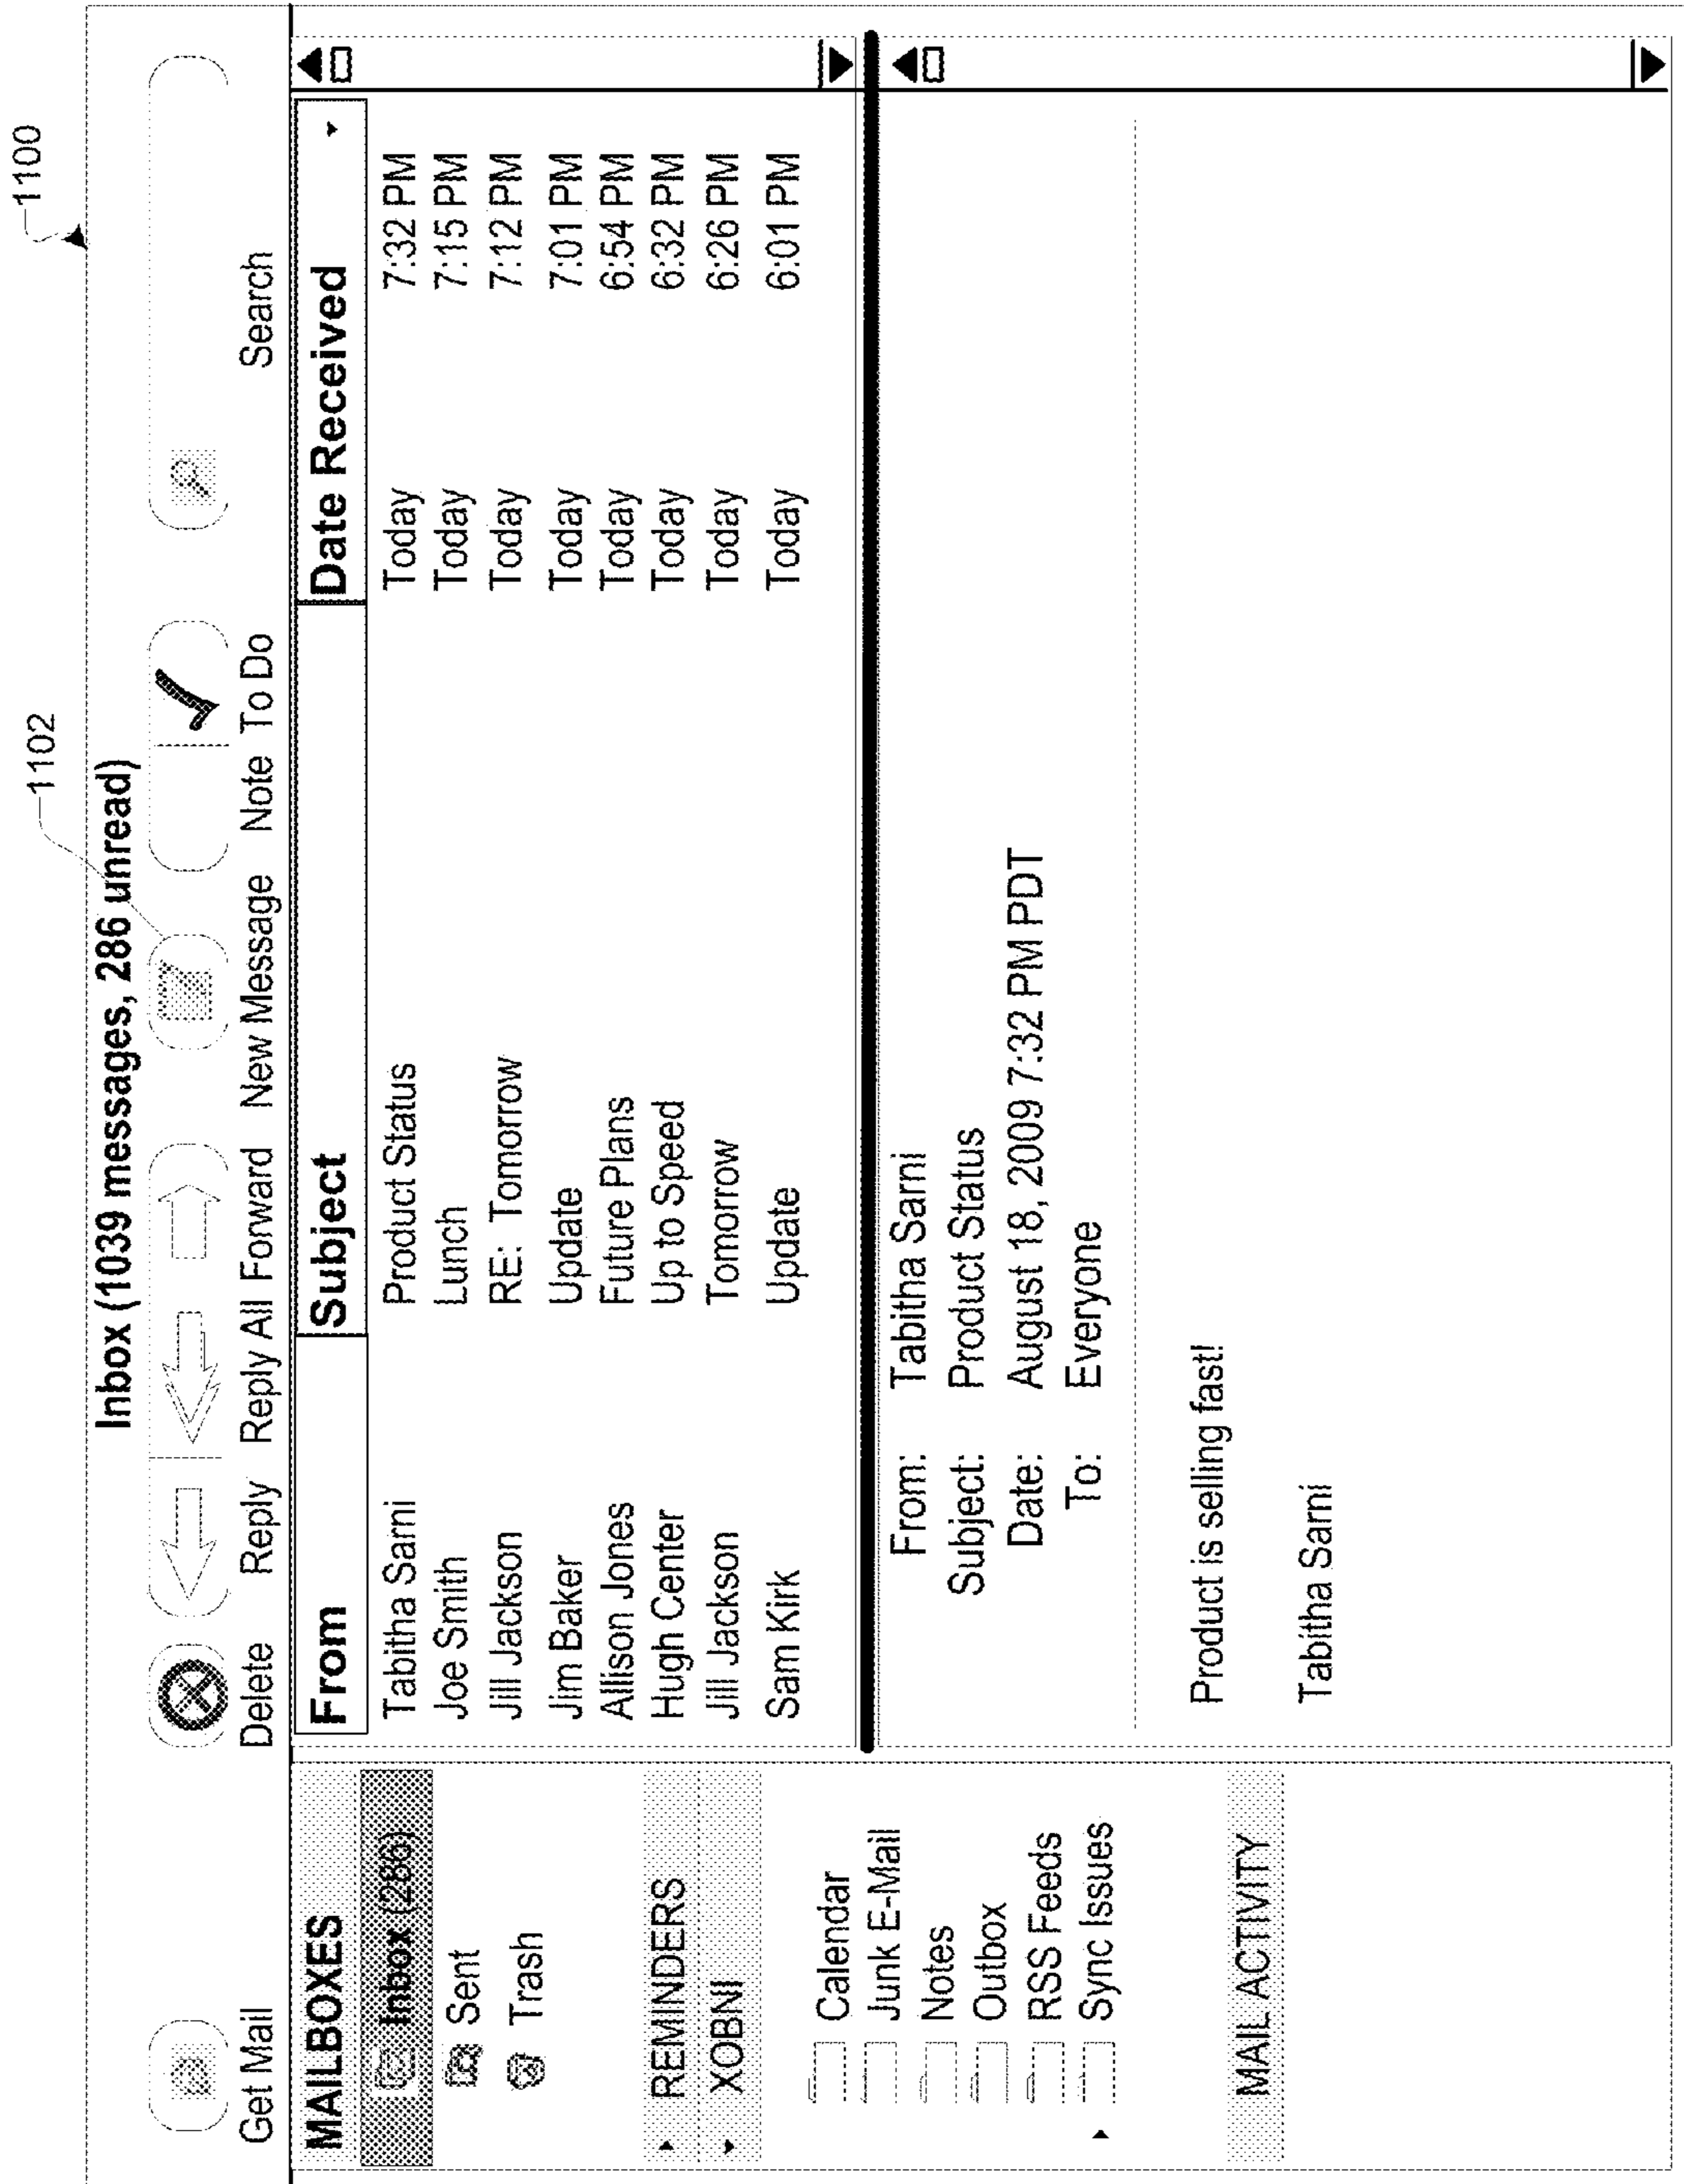 1100
1102
Inbox (1039 messages, 286 unread)
Get Mail Delete Reply Reply All Forward New Message Note To Do Search
MAILBOXES
Inbox (286)
Sent
Trash
REMINDERS
XOBNI
Calendar
Junk E-Mail
Notes
Outbox
RSS Feeds
Sync Issues
MAIL ACTIVITY
From Subject Date Received
Tabitha Sarni Product Status Today 7:32 PM
Joe Smith Lunch Today 7:15 PM
Jill Jackson RE: Tomorrow Today 7:12 PM
Jim Baker Update Today 7:01 PM
Allison Jones Future Plans Today 6:54 PM
Hugh Center Up to Speed Today 6:32 PM
Jill Jackson Tomorrow Today 6:26 PM
Sam Kirk Update Today 6:01 PM
From: Tabitha Sarni
Subject: Product Status
Date: August 18, 2009 7:32 PM PDT
To: Everyone
Product is selling fast!
Tabitha Sarni